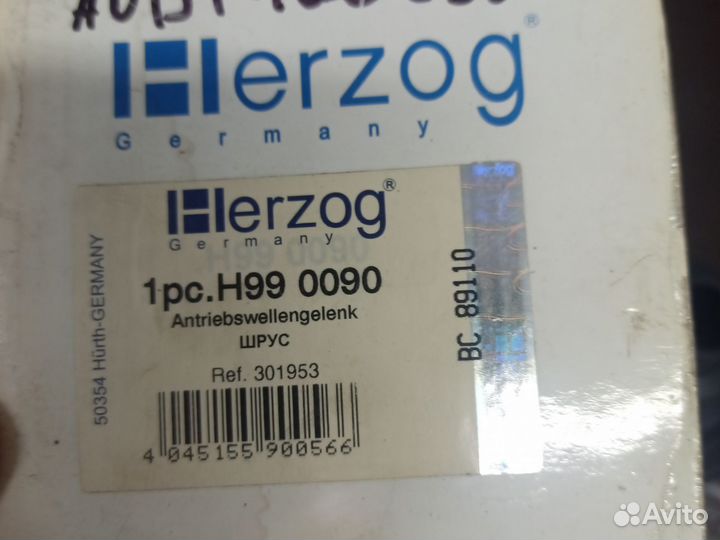 Herzog®
Germany
Herzog®
Germany
1pc.H99 0090
Antriebswellengelenk
ШРУС
Ref. 301953
4 045155 900566
50354 Hürth-GERMANY
BC 89110
Herzog
Avito